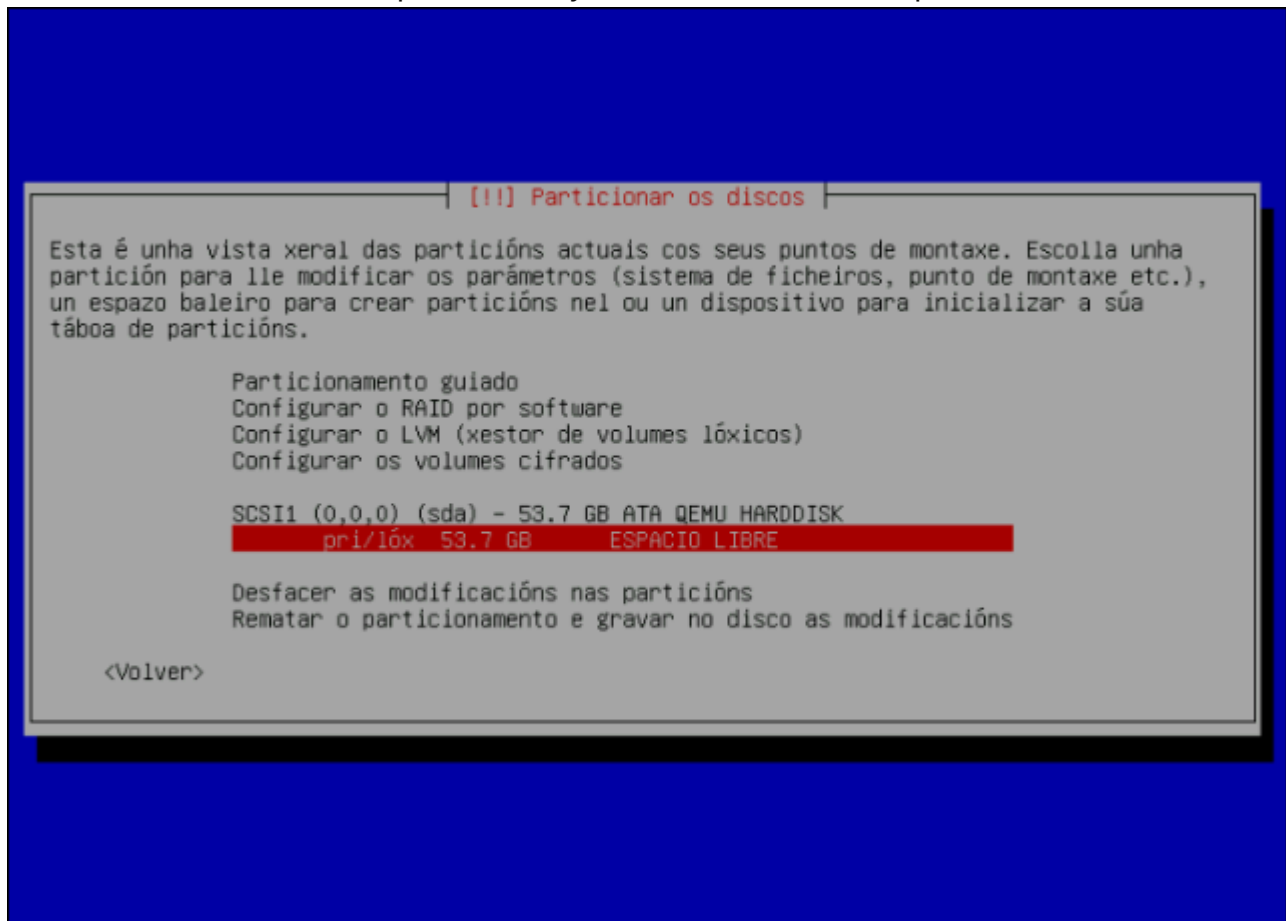 [!!] Particionar os discos
Esta é unha vista xeral das particións actuais cos seus puntos de montaxe. Escolla unha
partición para lle modificar os parámetros (sistema de ficheiros, punto de montaxe etc.),
un espazo baleiro para crear particións nel ou un dispositivo para inicializar a súa
táboa de particións.
Particionamento guiado
Configurar o RAID por software
Configurar o LVM (xestor de volumes lóxicos)
Configurar os volumes cifrados
SCSI1 (0,0,0) (sda) - 53.7 GB ATA QEMU HARDDISK
pri/lóx 53.7 GB ESPACIO LIBRE
Desfacer as modificacións nas particións
Rematar o particionamento e gravar no disco as modificacións
<Volver>